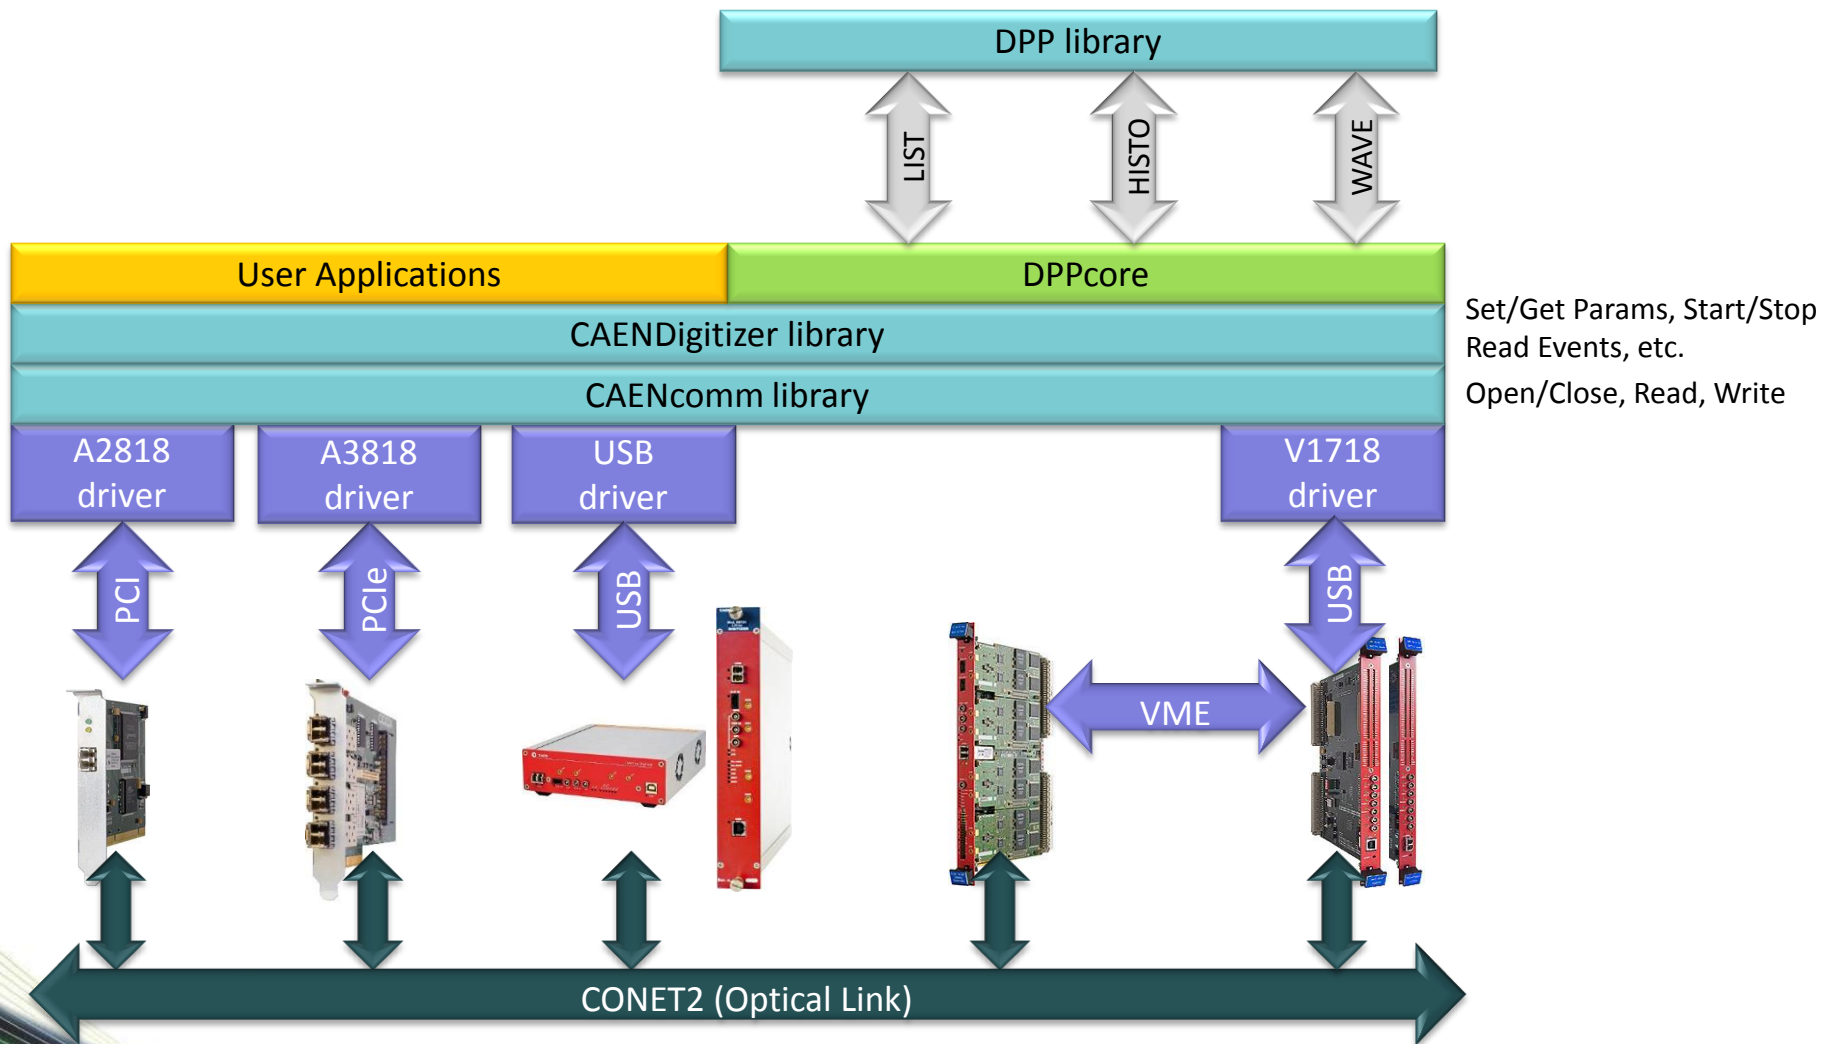 DPP library
LIST
HISTO
WAVE
User Applications
DPPcore
CAENDigitizer library
Set/Get Params, Start/Stop
Read Events, etc.
CAENcomm library
Open/Close, Read, Write
A2818
driver
A3818
driver
USB
driver
V1718
driver
PCI
PCIe
USB
USB
VME
CONET2 (Optical Link)